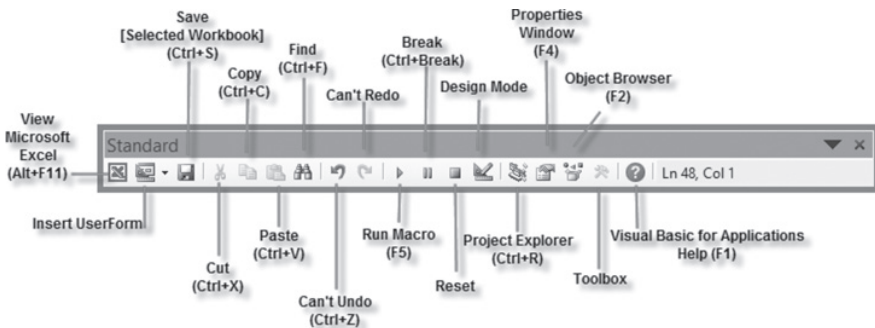 Save
[Selected Workbook]
(Ctrl+S)
Copy
(Ctrl+C)
Find
(Ctrl+F)
Can't Redo
Break
(Ctrl+Break)
Design Mode
Properties
Window
(F4)
Object Browser
(F2)
View
Microsoft
Excel
(Alt+F11)
Standard
Ln 48, Col 1
Insert UserForm
Cut
(Ctrl+X)
Paste
(Ctrl+V)
Can't Undo
(Ctrl+Z)
Run Macro
(F5)
Reset
Project Explorer
(Ctrl+R)
Toolbox
Visual Basic for Applications
Help (F1)